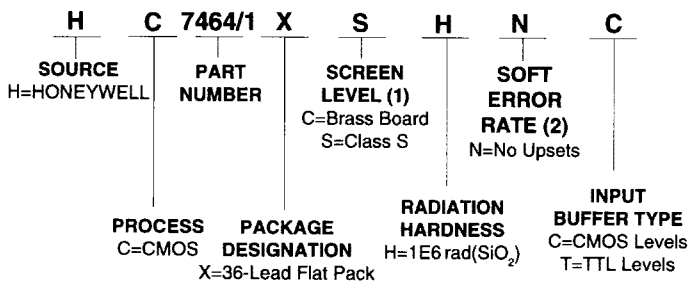 H C 7464/1 X S H N C
SOURCE
H=HONEYWELL
PART
NUMBER
SCREEN
LEVEL (1)
C=Brass Board
S=Class S
SOFT
ERROR
RATE (2)
N=No Upsets
PROCESS
C=CMOS
PACKAGE
DESIGNATION
X=36-Lead Flat Pack
RADIATION
HARDNESS
H=1E6 rad(SiO₂)
INPUT
BUFFER TYPE
C=CMOS Levels
T=TTL Levels